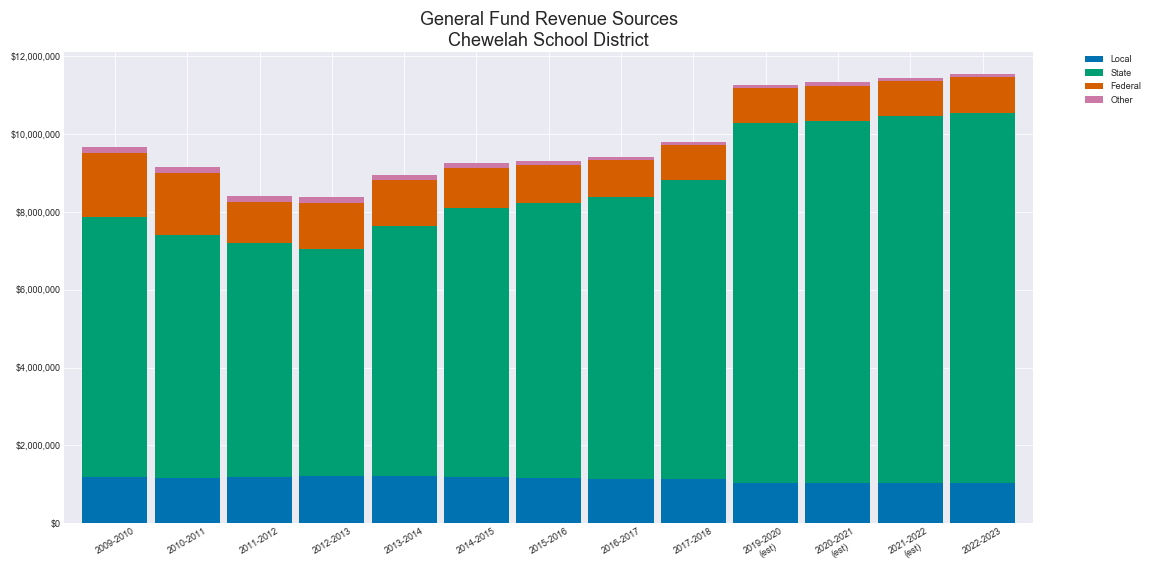 General Fund Revenue Sources
Chewelah School District
$12,000,000
$10,000,000
$8,000,000
$6,000,000
$4,000,000
$2,000,000
$0
2009-2010
2010-2011
2011-2012
2012-2013
2013-2014
2014-2015
2015-2016
2016-2017
2017-2018
2019-2020
(est)
2020-2021
(est)
2021-2022
(est)
2022-2023
Local
State
Federal
Other